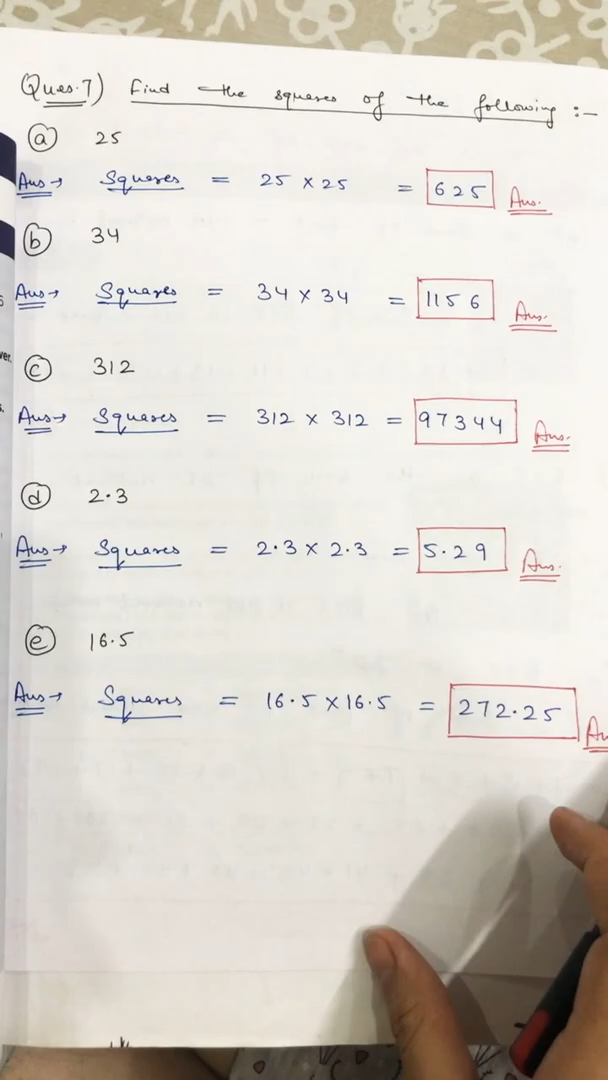 (Ques.7) Find the squares of the following :-
(a) 25
Ans→ Squares = 25 × 25 = 625 Ans.
(b) 34
Ans→ Squares = 34 × 34 = 1156 Ans.
(c) 312
Ans→ Squares = 312 × 312 = 97344 Ans.
(d) 2.3
Ans→ Squares = 2.3 × 2.3 = 5.29 Ans.
(e) 16.5
Ans→ Squares = 16.5 × 16.5 = 272.25